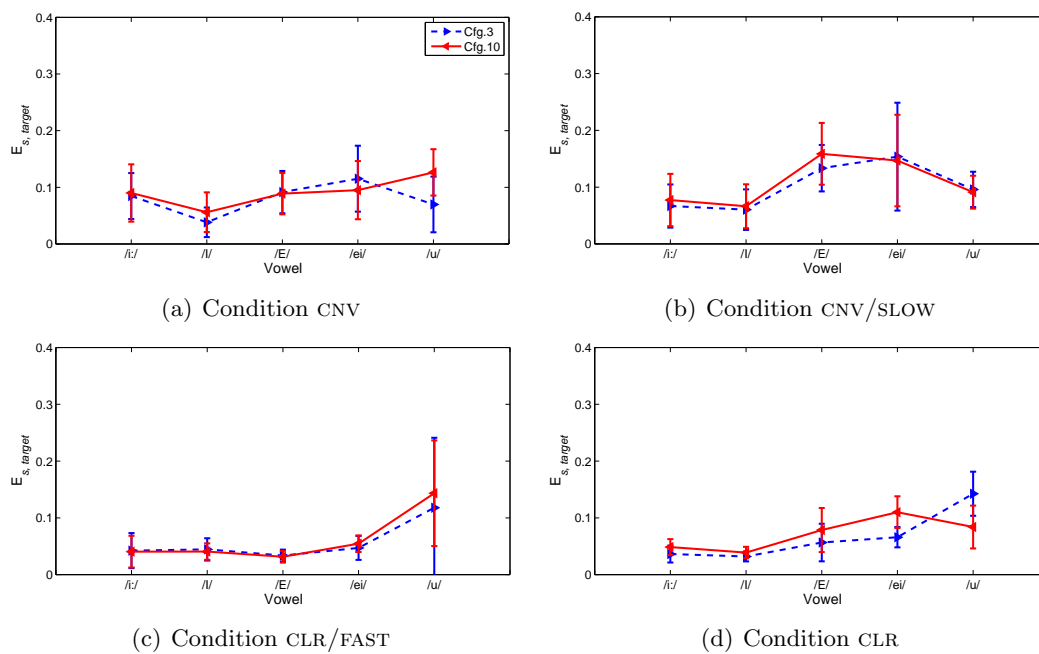 0.4
0.3
0.2
0.1
0
E s, target
/i:/ /I/ /E/ /ei/ /u/
Vowel
Cfg.3
Cfg.10
(a) Condition CNV
0.4
0.3
0.2
0.1
0
E s, target
/i:/ /I/ /E/ /ei/ /u/
Vowel
(b) Condition CNV/SLOW
0.4
0.3
0.2
0.1
0
E s, target
/i:/ /I/ /E/ /ei/ /u/
Vowel
(c) Condition CLR/FAST
0.4
0.3
0.2
0.1
0
E s, target
/i:/ /I/ /E/ /ei/ /u/
Vowel
(d) Condition CLR